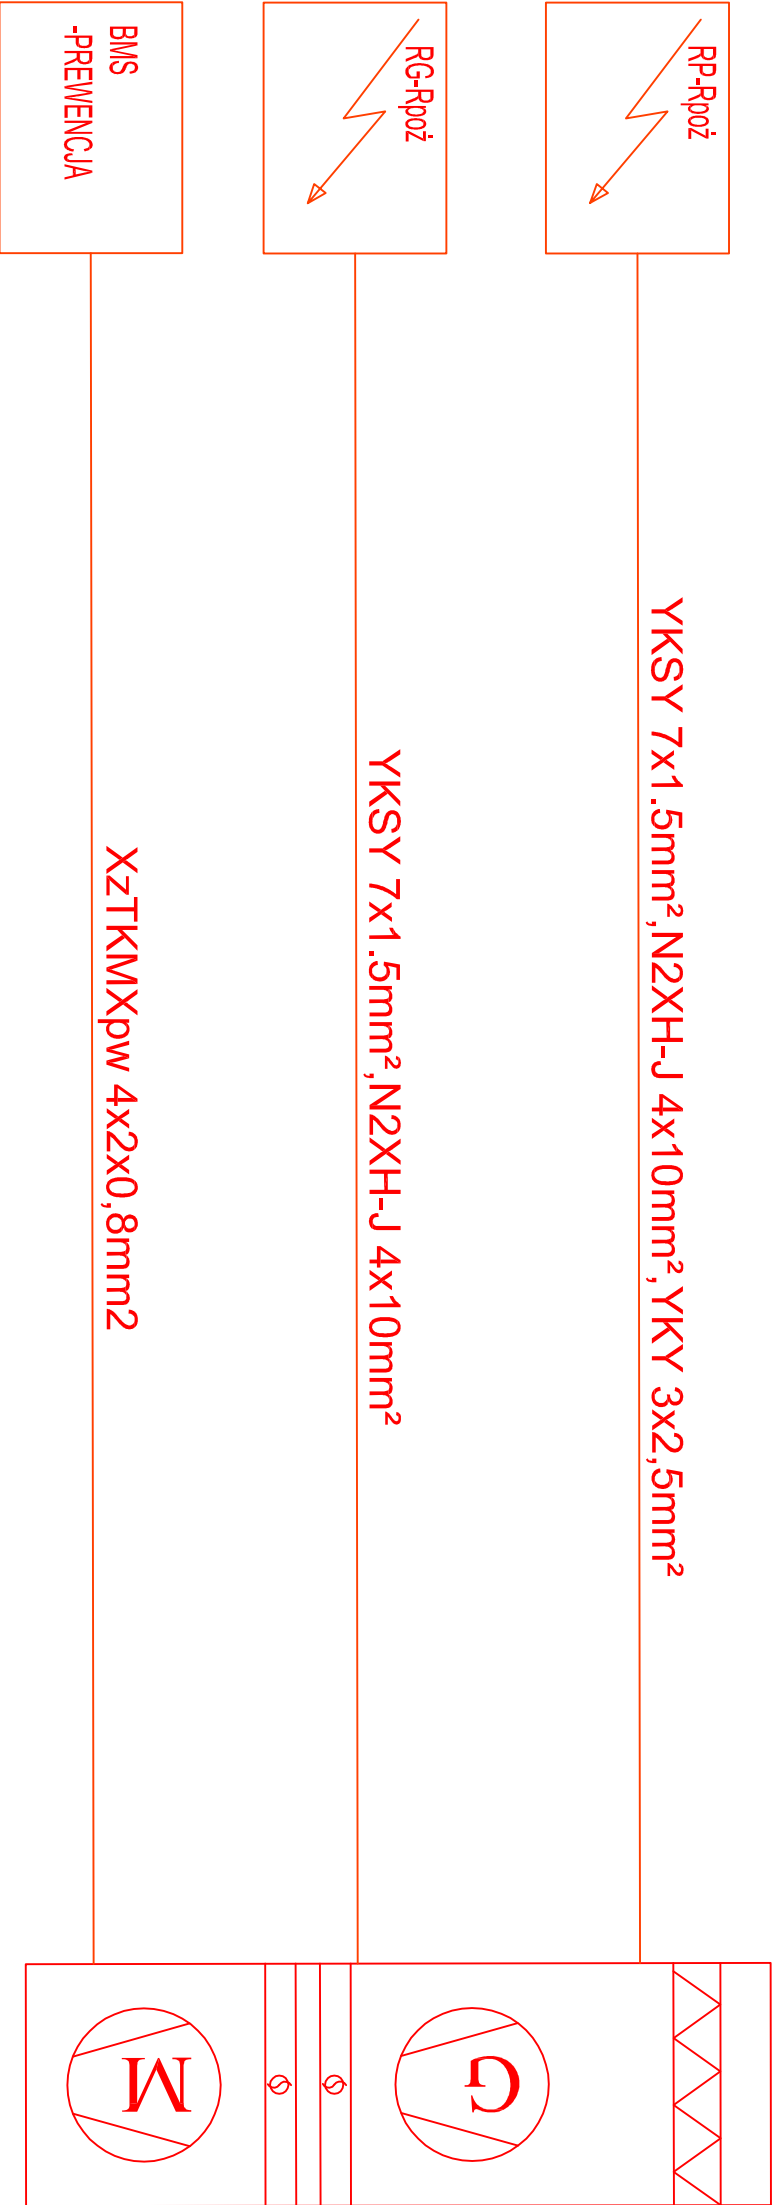 RP-Rpoż
YKSY 7x1.5mm²,N2XH-J 4x10mm²,YKY 3x2,5mm²
RG-Rpoż
YKSY 7x1.5mm²,N2XH-J 4x10mm²
BMS
-PREWENCJA
XzTKMXpw 4x2x0,8mm2
G
M